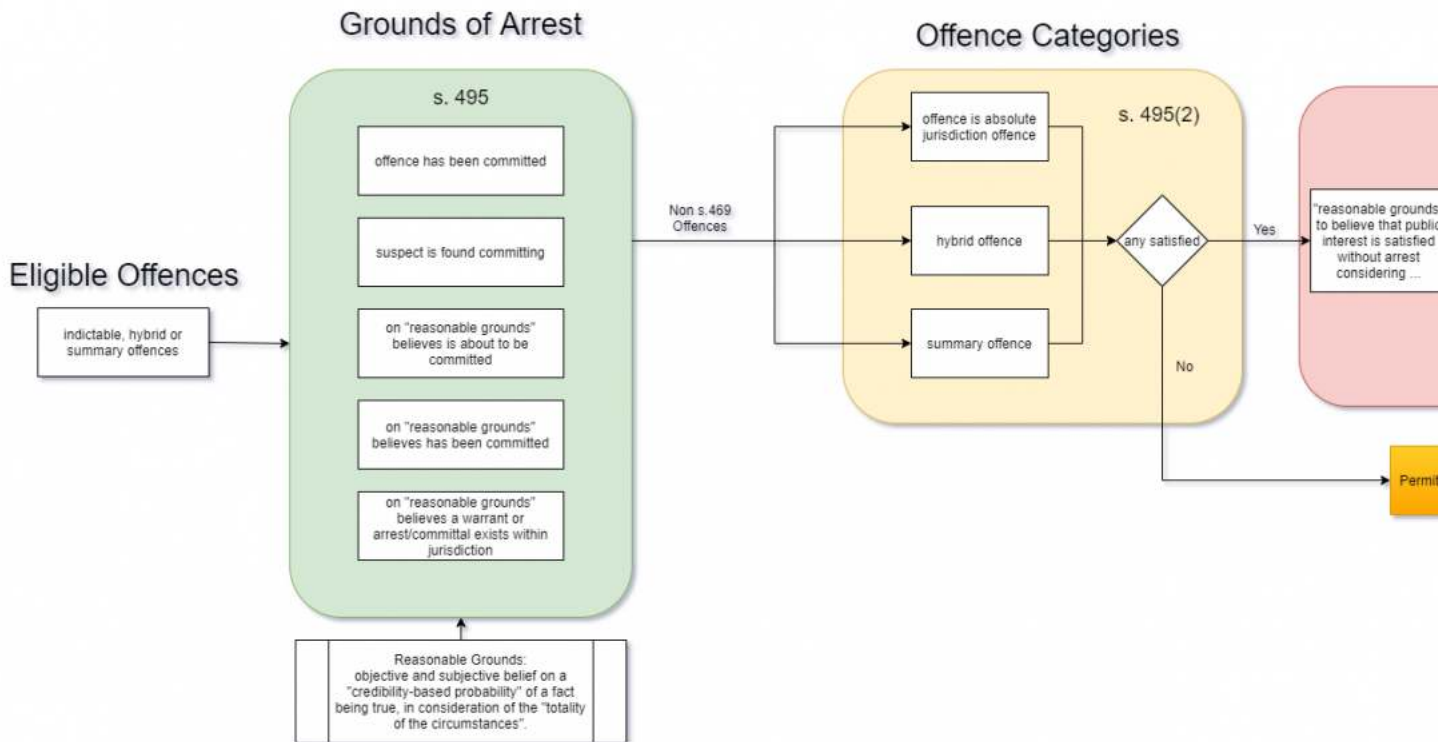 Grounds of Arrest
Offence Categories
Eligible Offences
indictable, hybrid or
summary offences
s. 495
offence has been committed
suspect is found committing
on "reasonable grounds"
believes is about to be
committed
on "reasonable grounds"
believes has been committed
on "reasonable grounds"
believes a warrant or
arrest/committal exists within
jurisdiction
Reasonable Grounds:
objective and subjective belief on a
"credibility-based probability" of a fact
being true, in consideration of the "totality
of the circumstances".
Non s.469
Offences
s. 495(2)
offence is absolute
jurisdiction offence
hybrid offence
summary offence
any satisfied
Yes
No
"reasonable grounds
to believe that public
interest is satisfied
without arrest
considering ...
Permit